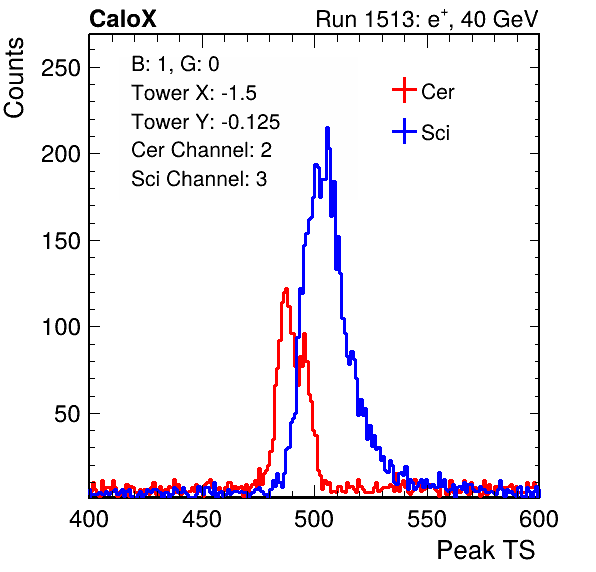 CaloX
Run 1513: e+, 40 GeV
Counts
B: 1, G: 0
Tower X: -1.5
Tower Y: -0.125
Cer Channel: 2
Sci Channel: 3
Cer
Sci
250
200
150
100
50
400 450 500 550 600
Peak TS